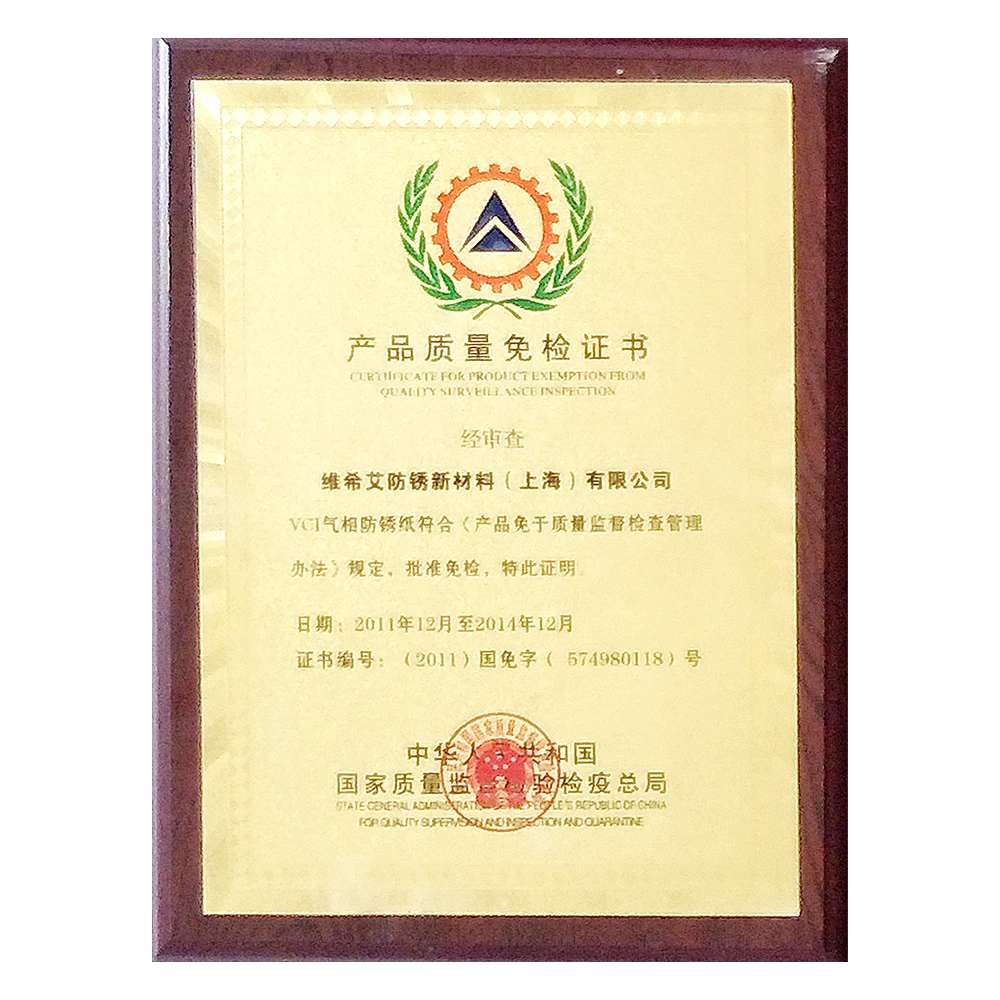 产品质量免检证书
CERTIFICATE FOR PRODUCT EXEMPTION FROM
QUALITY SURVEILLANCE INSPECTION
经审查
维希艾防锈新材料（上海）有限公司
VCI气相防锈纸符合《产品免于质量监督检查管理
办法》规定，批准免检，特此证明
日期：2011年12月至2014年12月
证书编号：（2011）国免字（ 574980118）号
中华人民共和国
国家质量监督检验检疫总局
STATE GENERAL ADMINISTRATION OF THE PEOPLE'S REPUBLIC OF CHINA
FOR QUALITY SUPERVISION AND INSPECTION AND QUARANTINE